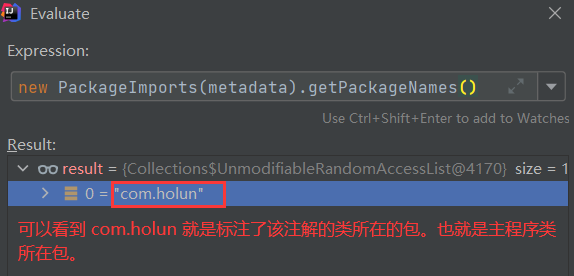 Evaluate
Expression:
new PackageImports(metadata).getPackageNames()
Use Ctrl+Shift+Enter to add to Watches
Result:
result = {Collections$UnmodifiableRandomAccessList@4170} size = 1
0 = "com.holun"
可以看到 com.holun 就是标注了该注解的类所在的包。也就是主程序类
所在包。